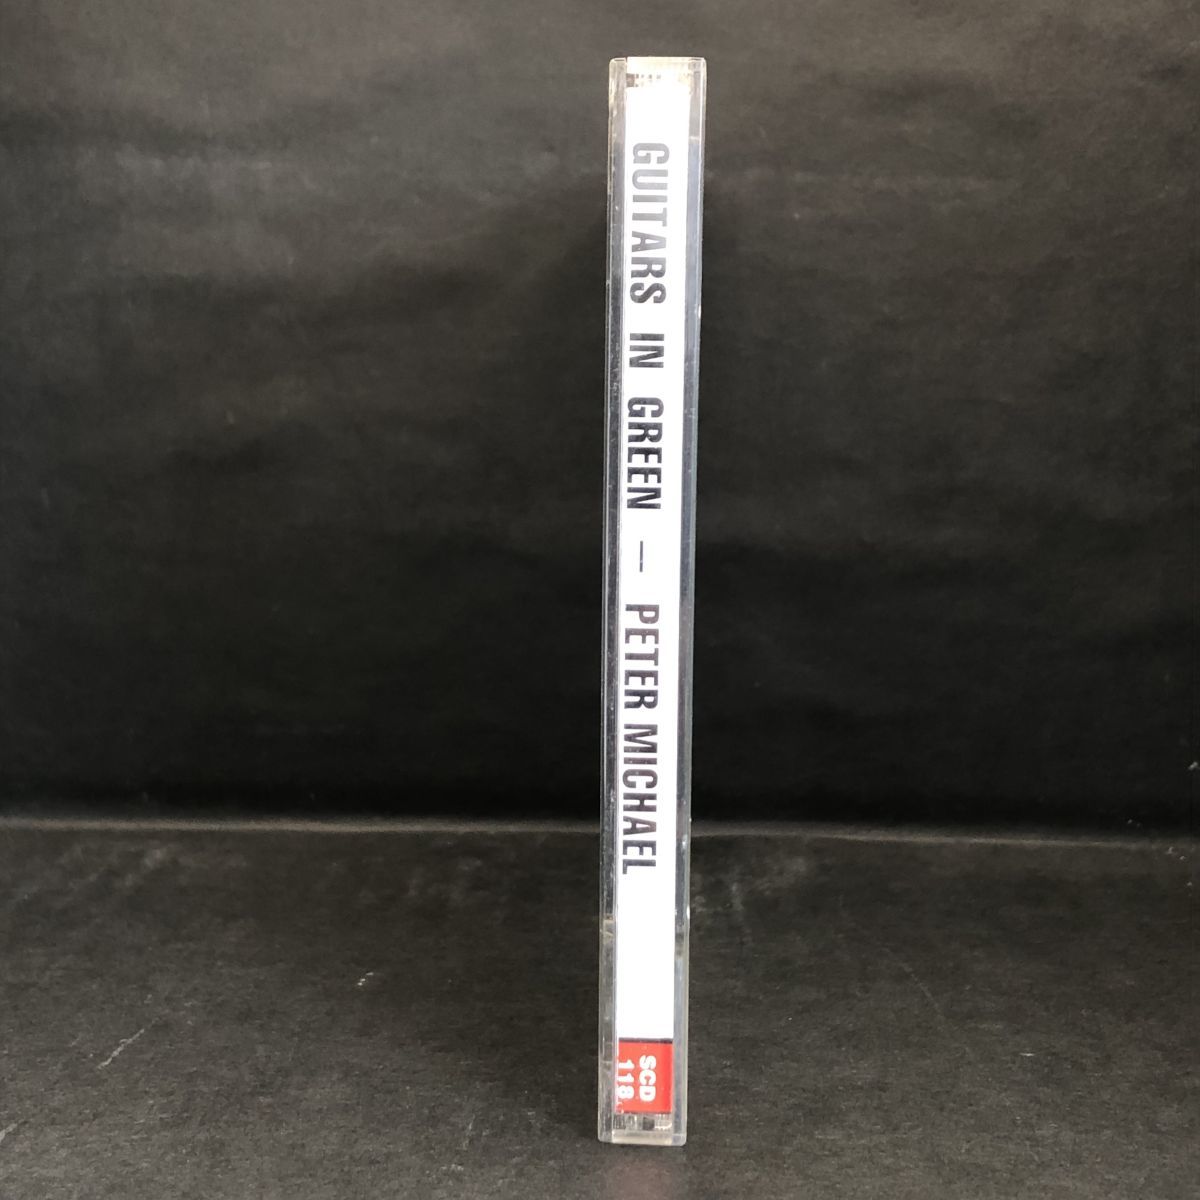 GUITARS IN GREEN — PETER MICHAEL
SCD
118